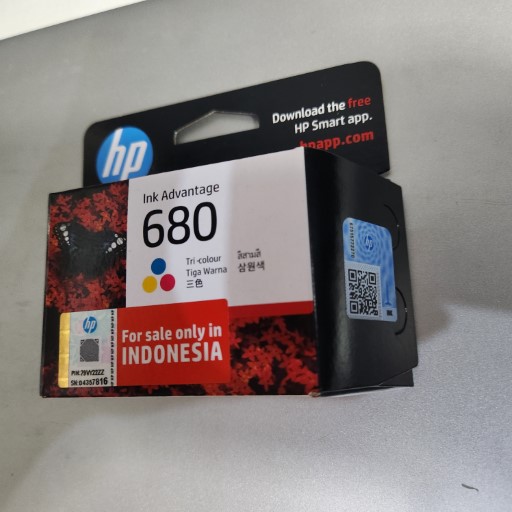 Download the free
HP Smart app.
hpapp.com
hp
Ink Advantage
680
Tri-colour
Tiga Warna
三色
สีสามสี
삼원색
hp
For sale only in
INDONESIA